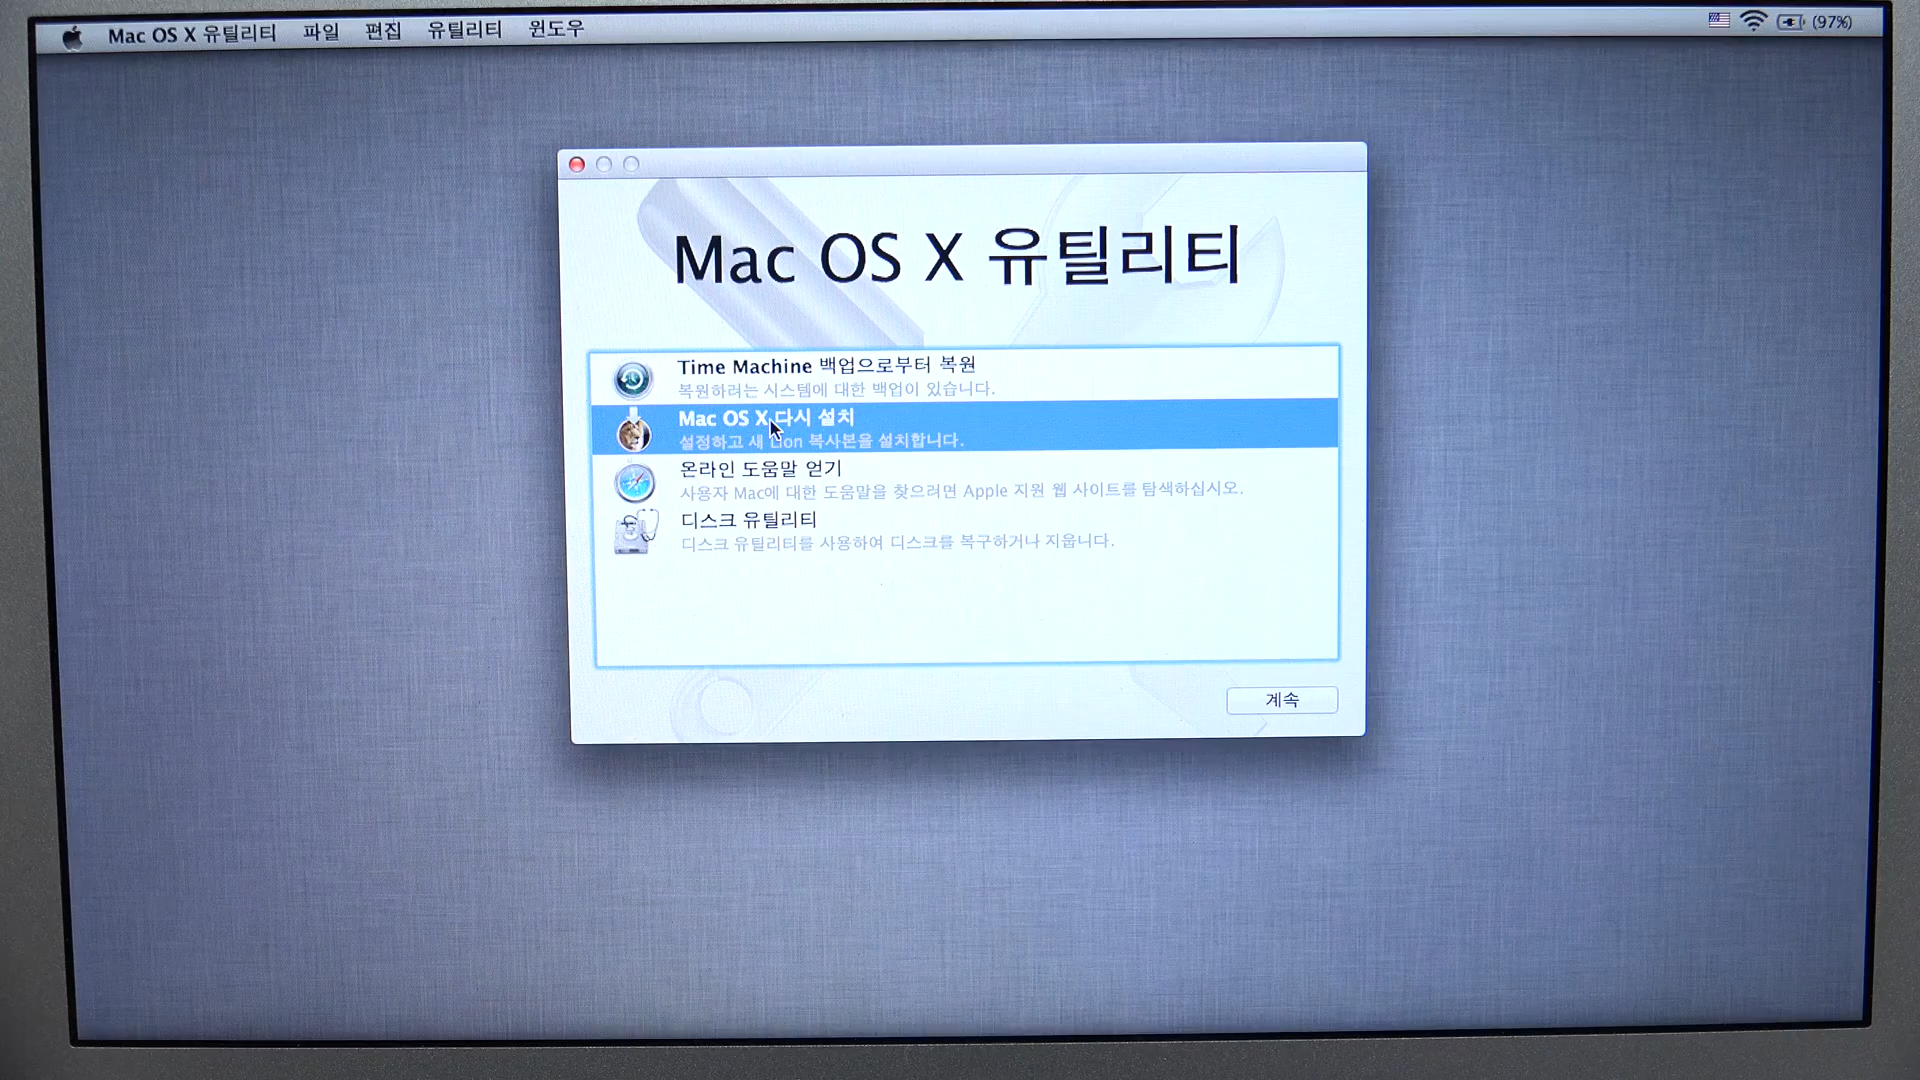 Mac OS X 유틸리티 파일 편집 유틸리티 윈도우 (97%)
Mac OS X 유틸리티
Time Machine 백업으로부터 복원
복원하려는 시스템에 대한 백업이 있습니다.
Mac OS X 다시 설치
설정하고 새 Lion 복사본을 설치합니다.
온라인 도움말 얻기
사용자 Mac에 대한 도움말을 찾으려면 Apple 지원 웹 사이트를 탐색하십시오.
디스크 유틸리티
디스크 유틸리티를 사용하여 디스크를 복구하거나 지웁니다.
계속